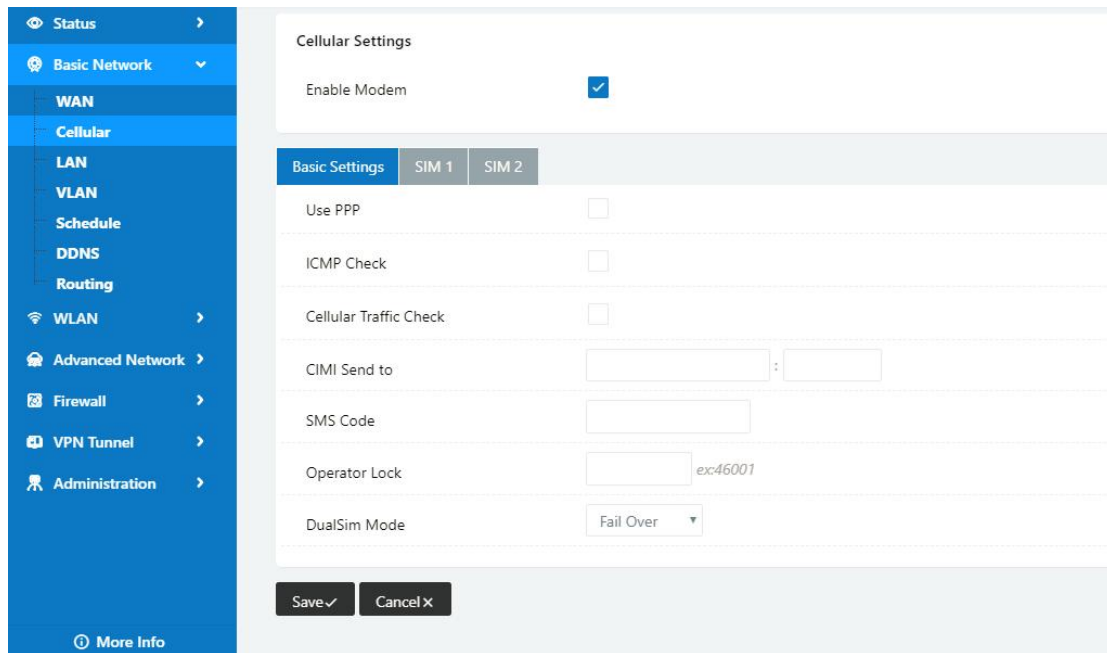 Status
Basic Network
WAN
Cellular
LAN
VLAN
Schedule
DDNS
Routing
WLAN
Advanced Network
Firewall
VPN Tunnel
Administration
More Info
Cellular Settings
Enable Modem
Basic Settings SIM 1 SIM 2
Use PPP
ICMP Check
Cellular Traffic Check
CIMI Send to :
SMS Code
Operator Lock ex:46001
DualSim Mode Fail Over
Save Cancel